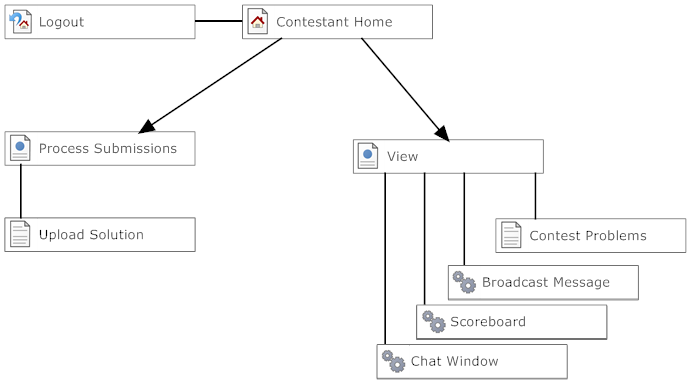 Logout
Contestant Home
Process Submissions
View
Upload Solution
Contest Problems
Broadcast Message
Scoreboard
Chat Window